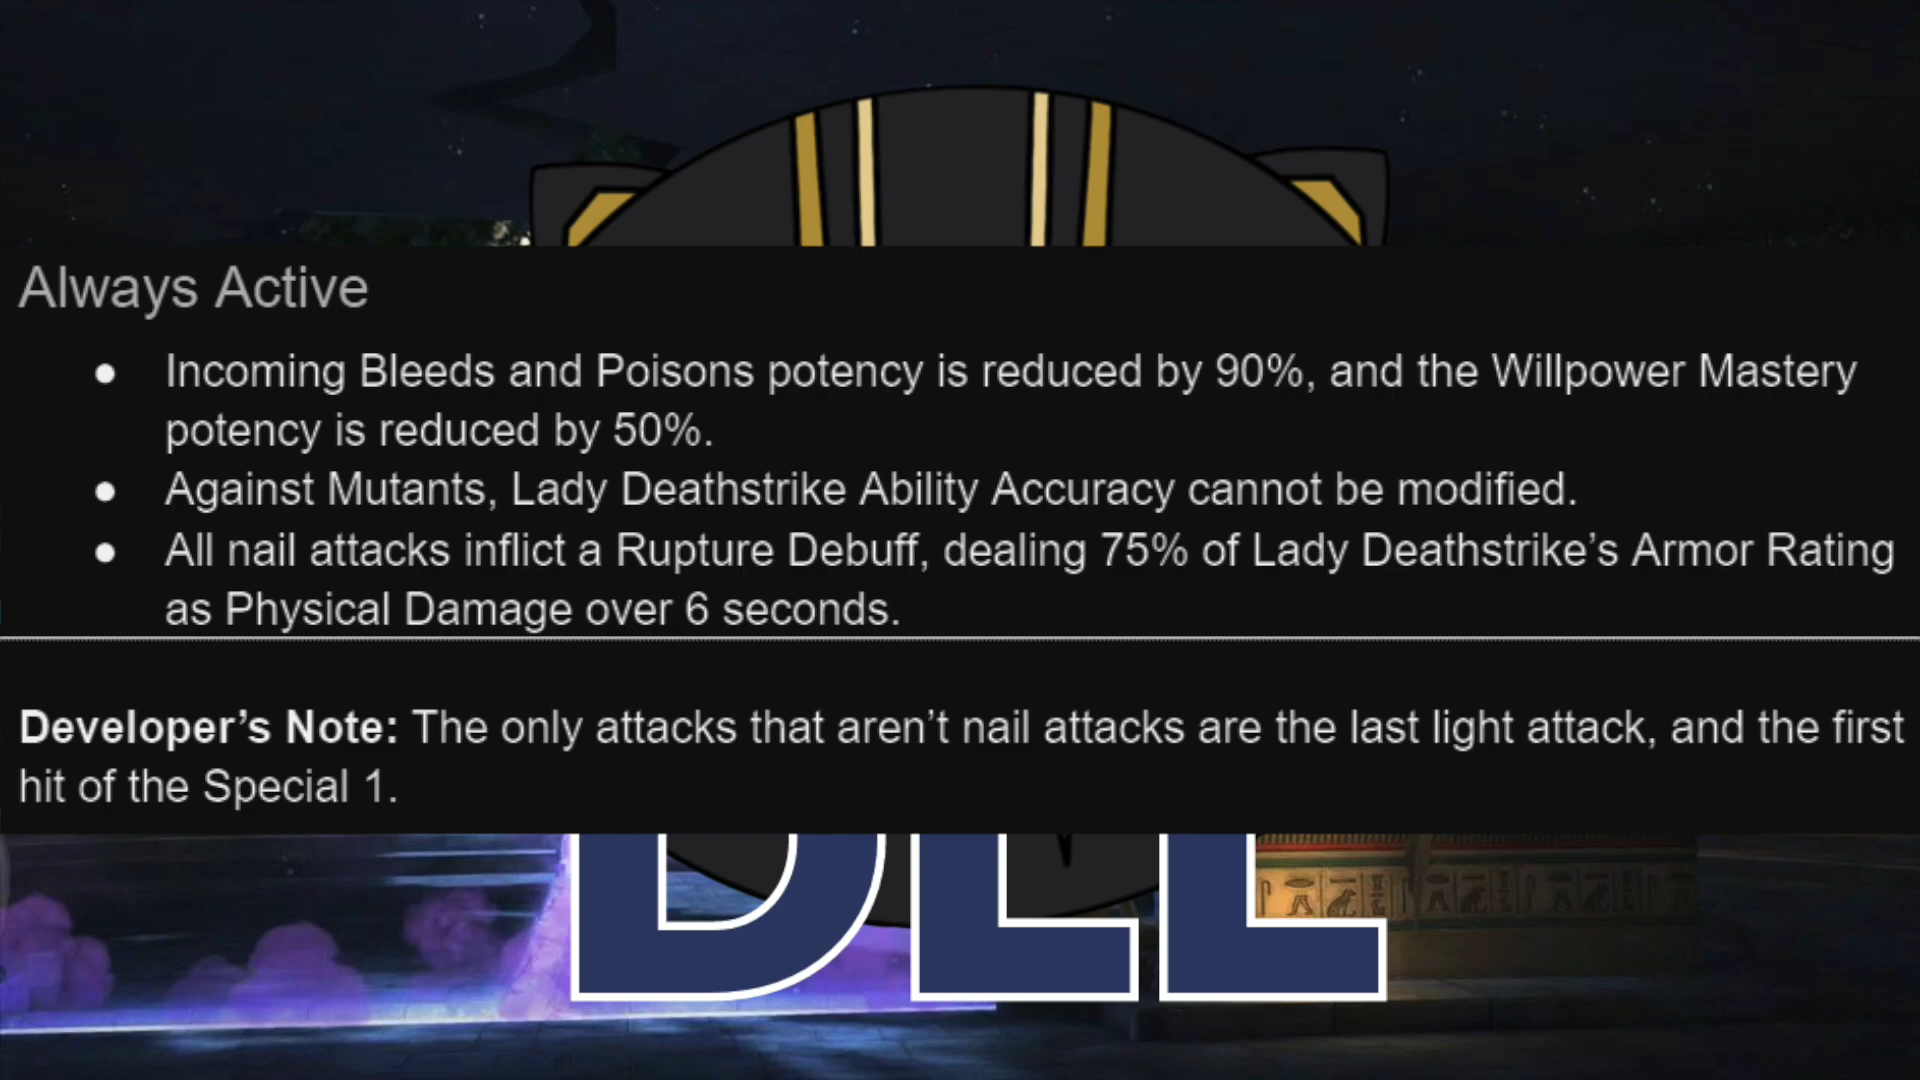 Always Active
● Incoming Bleeds and Poisons potency is reduced by 90%, and the Willpower Mastery
potency is reduced by 50%.
● Against Mutants, Lady Deathstrike Ability Accuracy cannot be modified.
● All nail attacks inflict a Rupture Debuff, dealing 75% of Lady Deathstrike’s Armor Rating
as Physical Damage over 6 seconds.
Developer’s Note: The only attacks that aren’t nail attacks are the last light attack, and the first
hit of the Special 1.
DLL